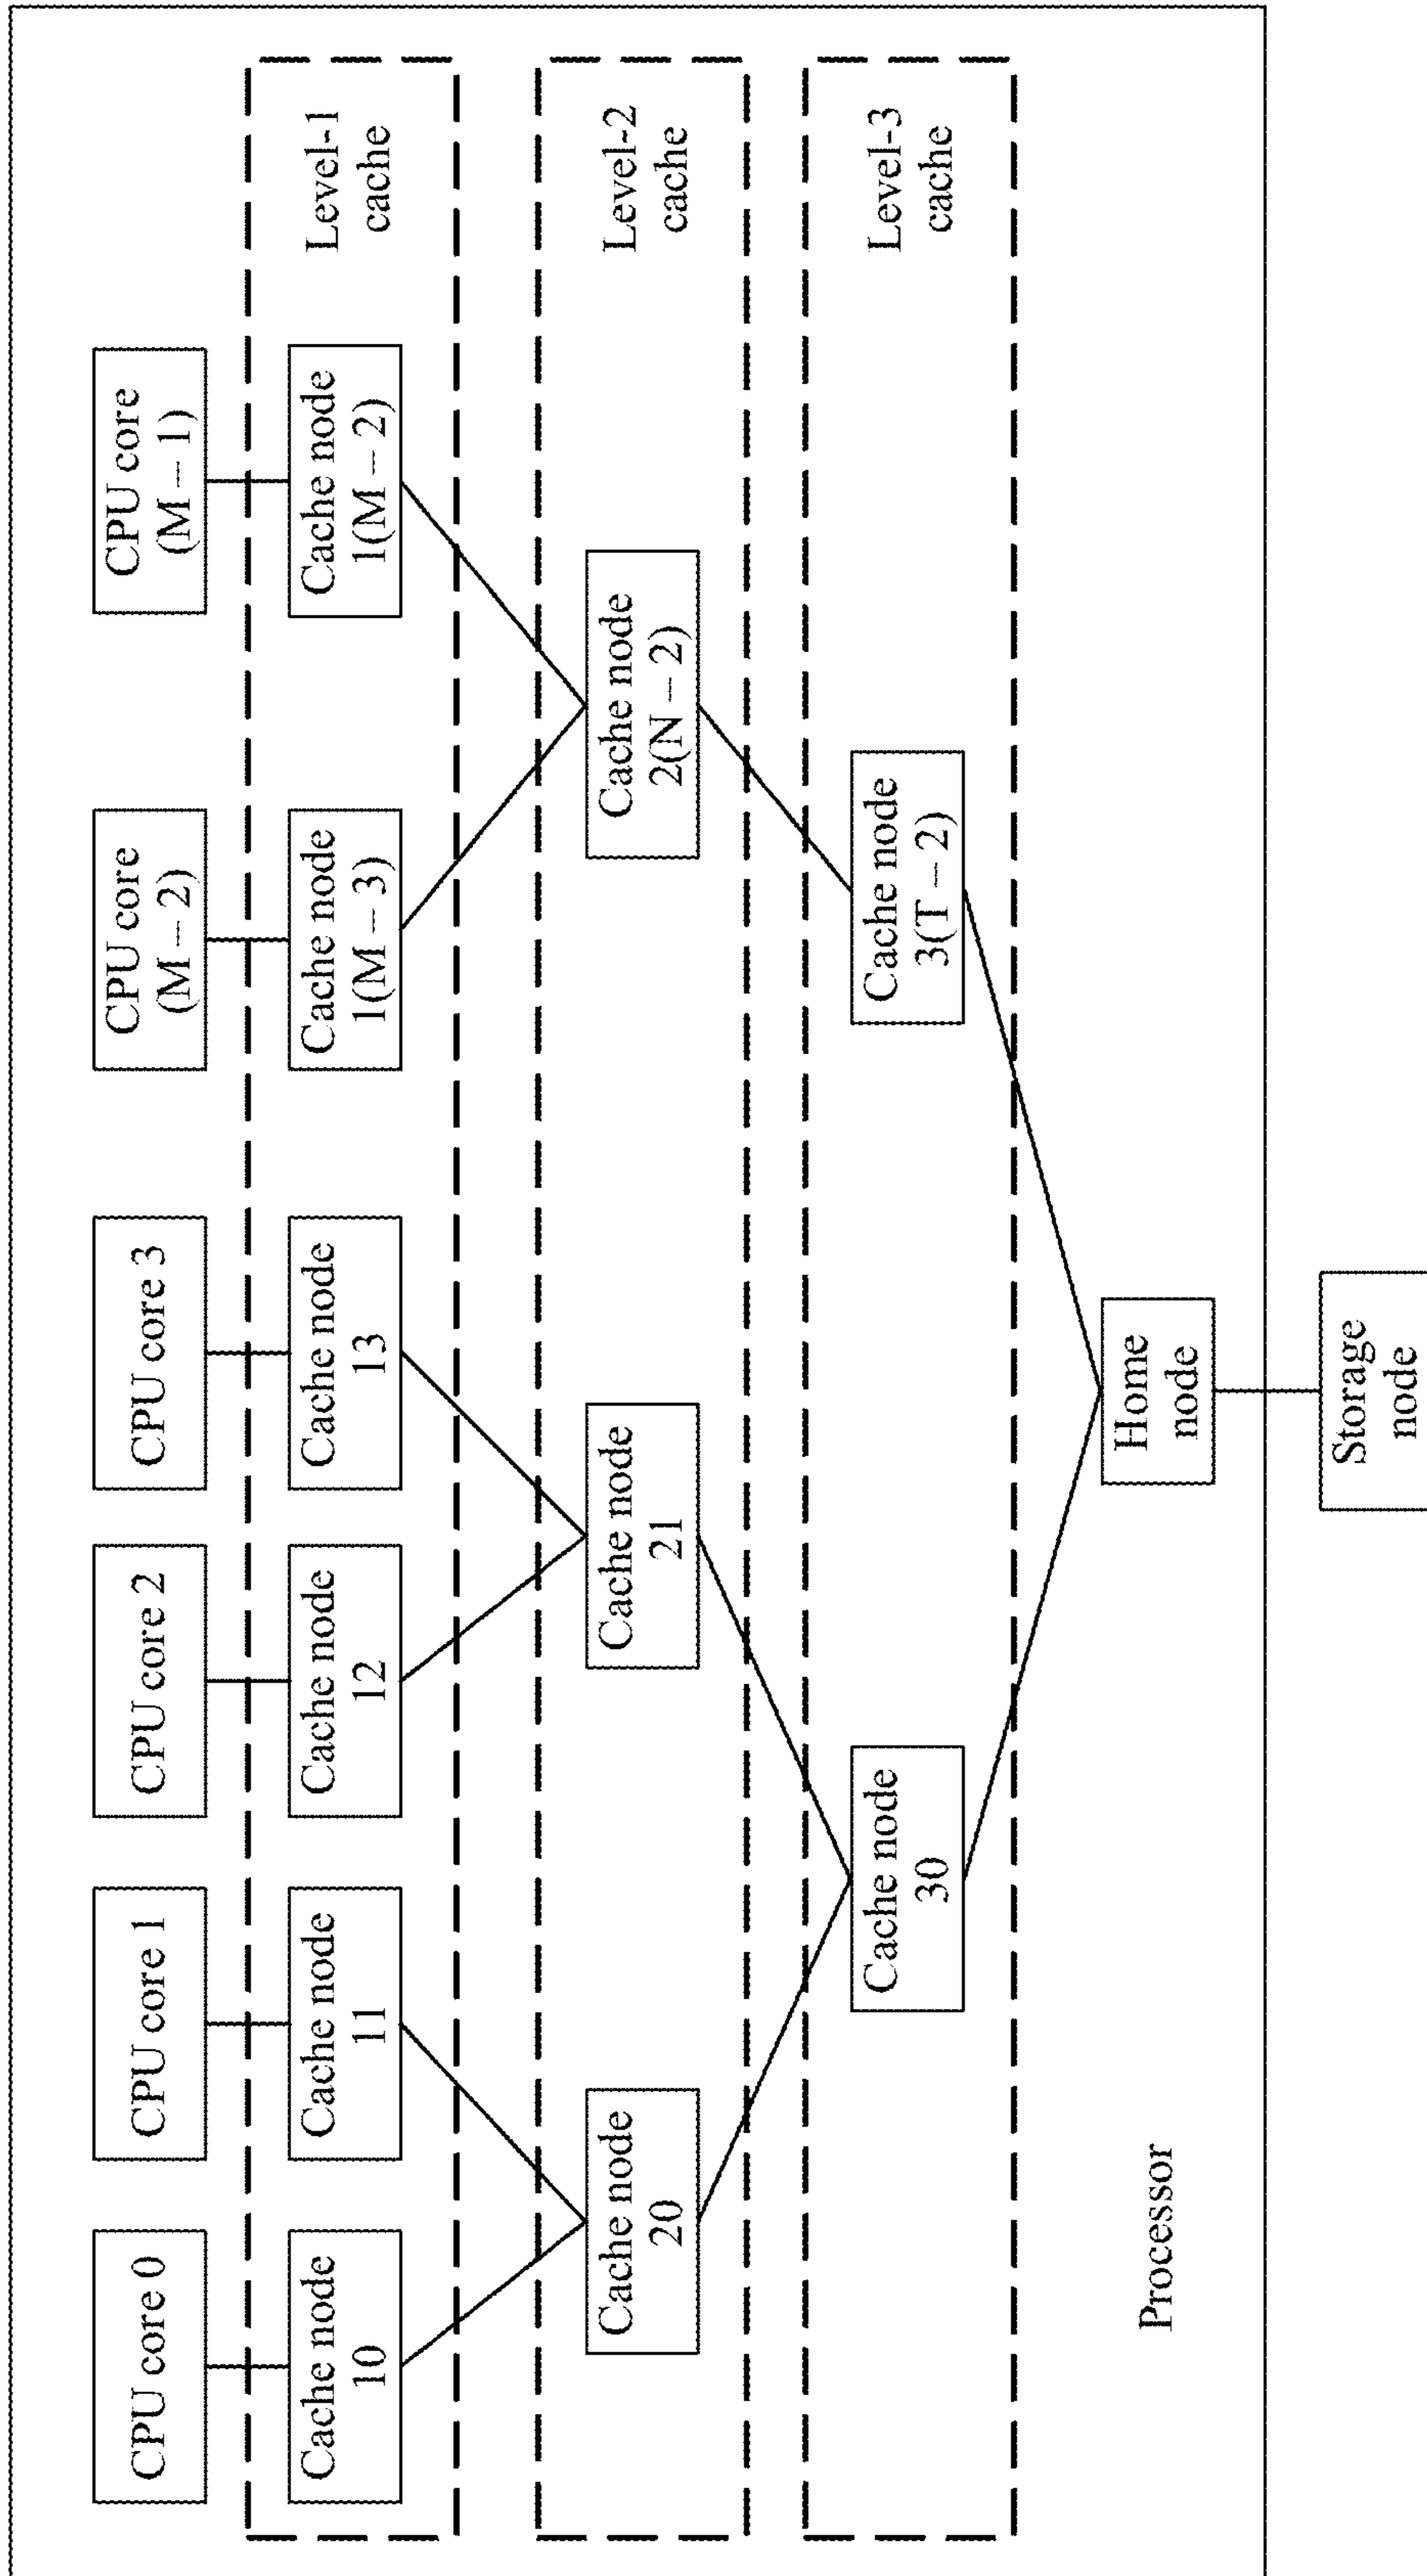 CPU core 0
CPU core 1
CPU core 2
CPU core 3
CPU core
(M – 2)
CPU core
(M – 1)
Cache node
10
Cache node
11
Cache node
12
Cache node
13
Cache node
1(M – 3)
Cache node
1(M – 2)
Level-1
cache
Cache node
20
Cache node
21
Cache node
2(N – 2)
Level-2
cache
Cache node
30
Cache node
3(T – 2)
Level-3
cache
Processor
Home
node
Storage
node